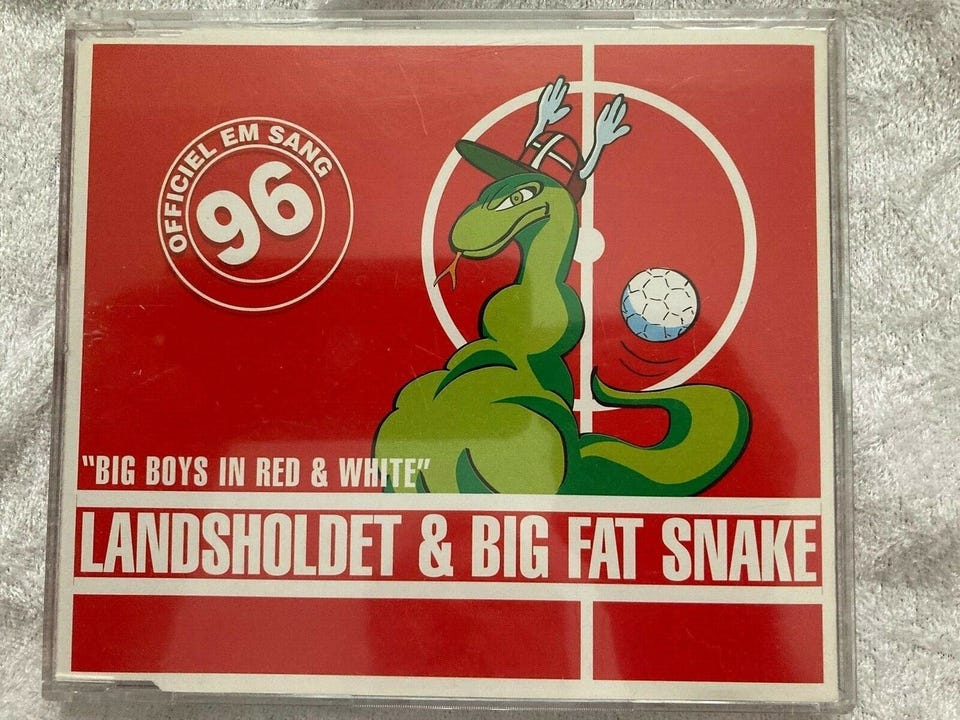 OFFICIEL EM SANG
96
"BIG BOYS IN RED & WHITE"
LANDSHOLDET & BIG FAT SNAKE